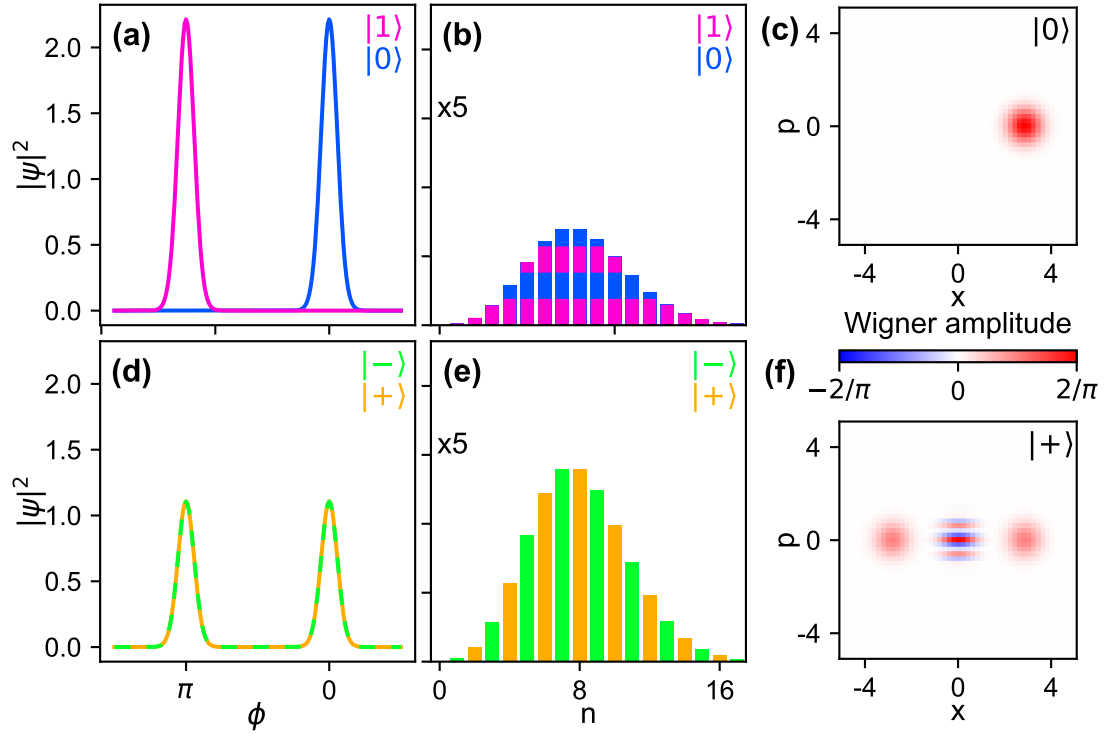 (a)
|1⟩
|0⟩
2.0
1.5
1.0
0.5
0.0
|ψ|²
(b)
|1⟩
|0⟩
x5
(c)
|0⟩
4
0
-4
p
-4 0 4
x
Wigner amplitude
−2/π 0 2/π
(d)
|−⟩
|+⟩
2.0
1.5
1.0
0.5
0.0
|ψ|²
π 0
ϕ
(e)
|−⟩
|+⟩
x5
0 8 16
n
(f)
|+⟩
4
0
-4
p
-4 0 4
x